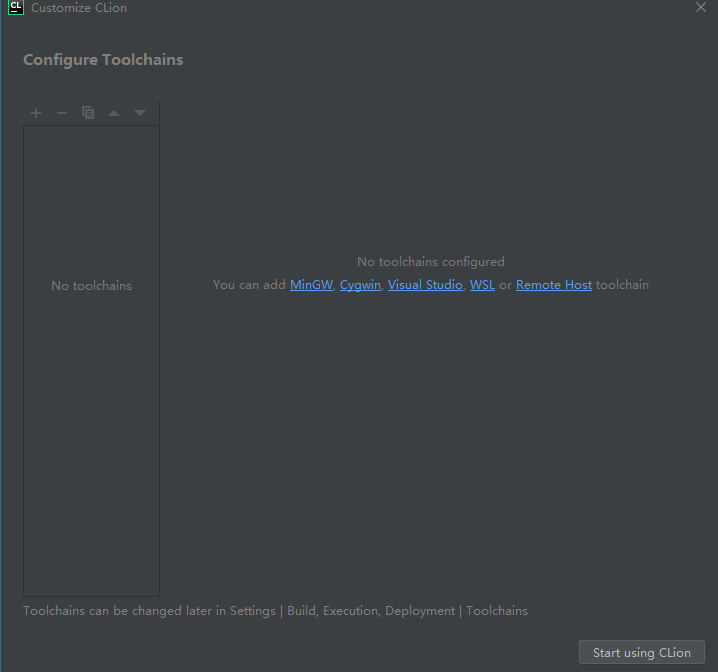 CL
Customize CLion
Configure Toolchains
No toolchains
No toolchains configured
You can add MinGW, Cygwin, Visual Studio, WSL or Remote Host toolchain
Toolchains can be changed later in Settings | Build, Execution, Deployment | Toolchains
Start using CLion